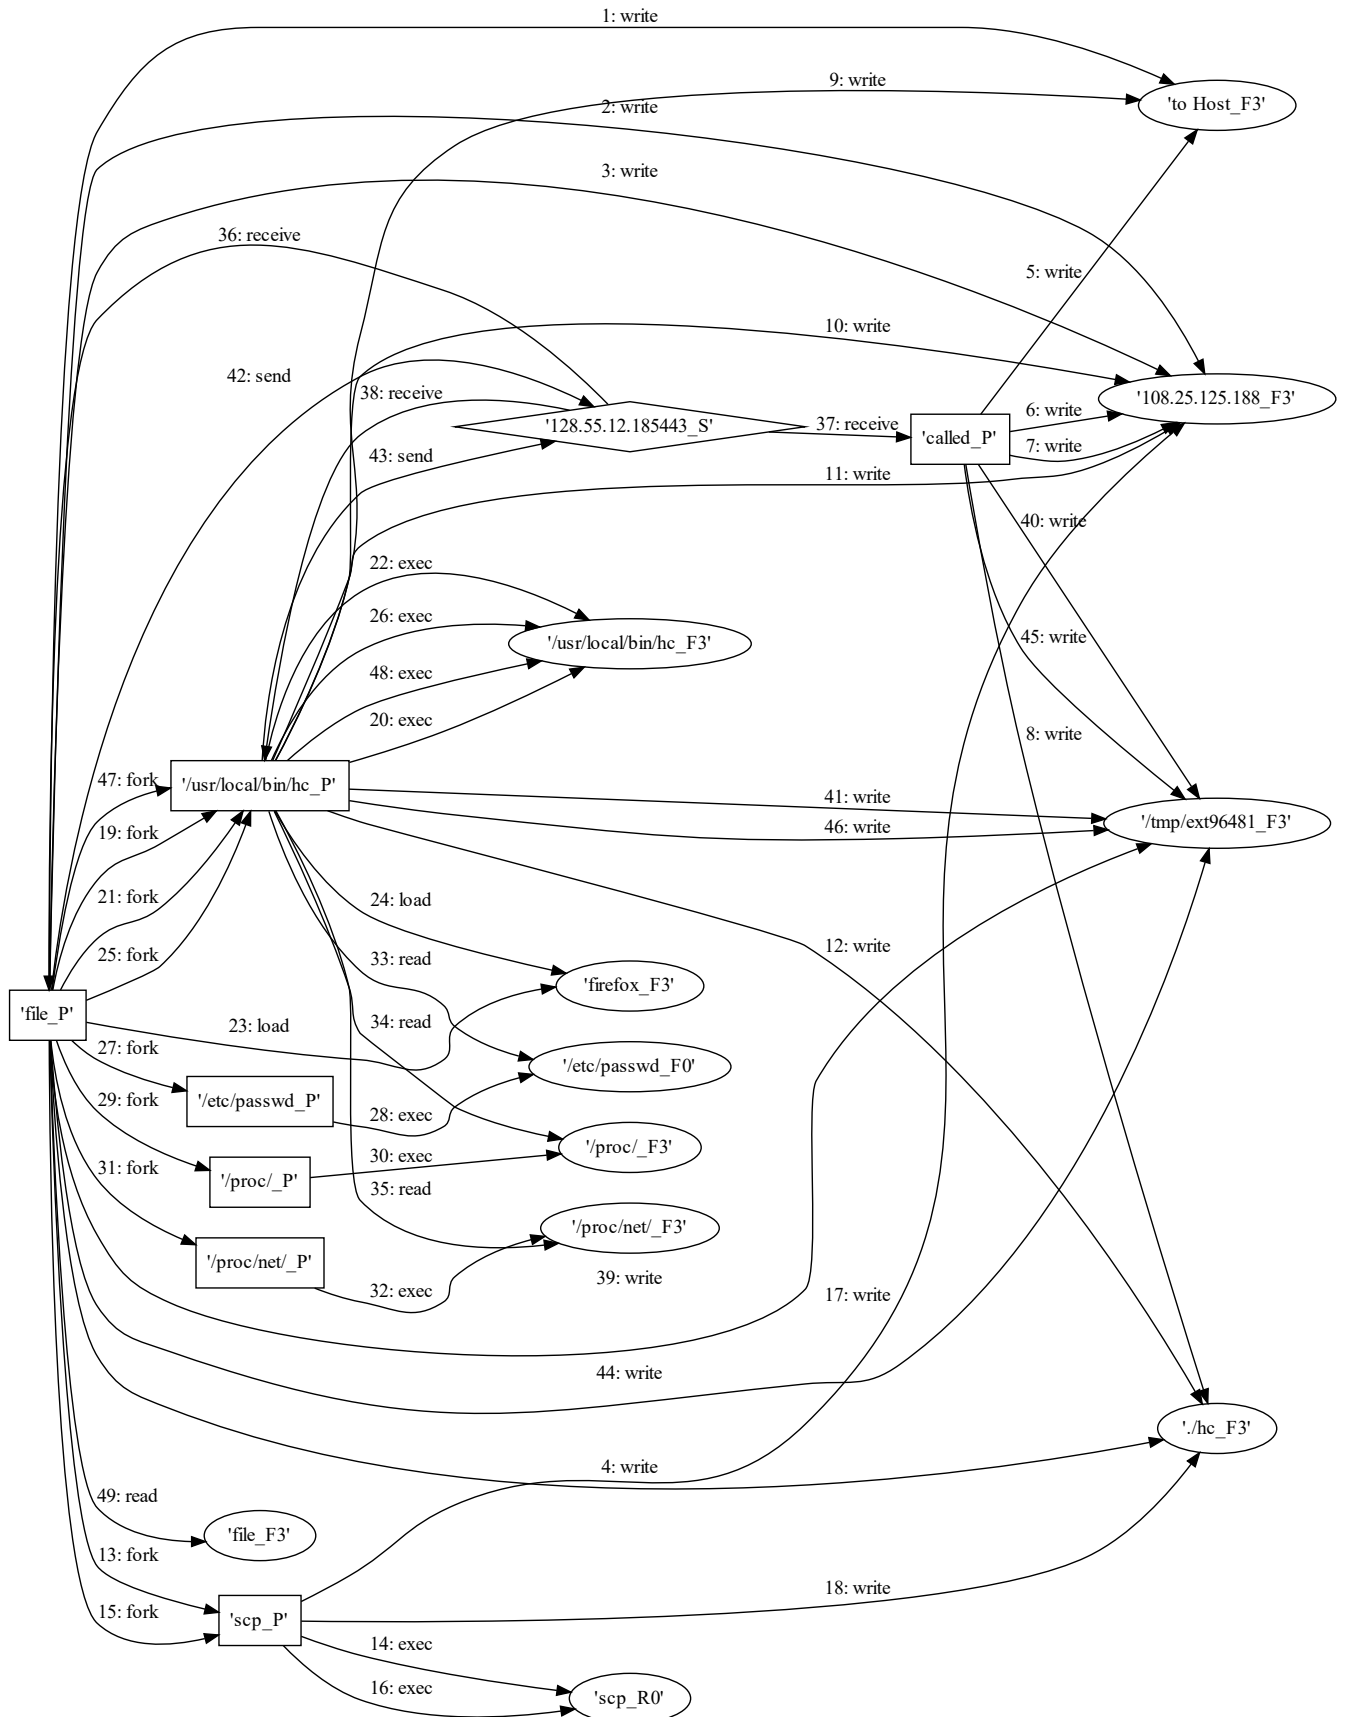 1: write
9: write
'to Host_F3'
2: write
3: write
36: receive
5: write
10: write
42: send
38: receive
'108.25.125.188_F3'
6: write
'128.55.12.185443_S'
37: receive
'called_P'
7: write
43: send
11: write
40: write
22: exec
26: exec
'/usr/local/bin/hc_F3'
45: write
48: exec
20: exec
8: write
47: fork
'/usr/local/bin/hc_P'
41: write
46: write
'/tmp/ext96481_F3'
19: fork
21: fork
24: load
12: write
25: fork
33: read
'firefox_F3'
'file_P'
23: load
34: read
27: fork
'/etc/passwd_F0'
29: fork
'/etc/passwd_P'
28: exec
'/proc/_F3'
30: exec
31: fork
'/proc/_P'
35: read
'/proc/net/_F3'
'/proc/net/_P'
39: write
32: exec
17: write
44: write
'./hc_F3'
4: write
49: read
'file_F3'
13: fork
18: write
15: fork
'scp_P'
14: exec
16: exec
'scp_R0'